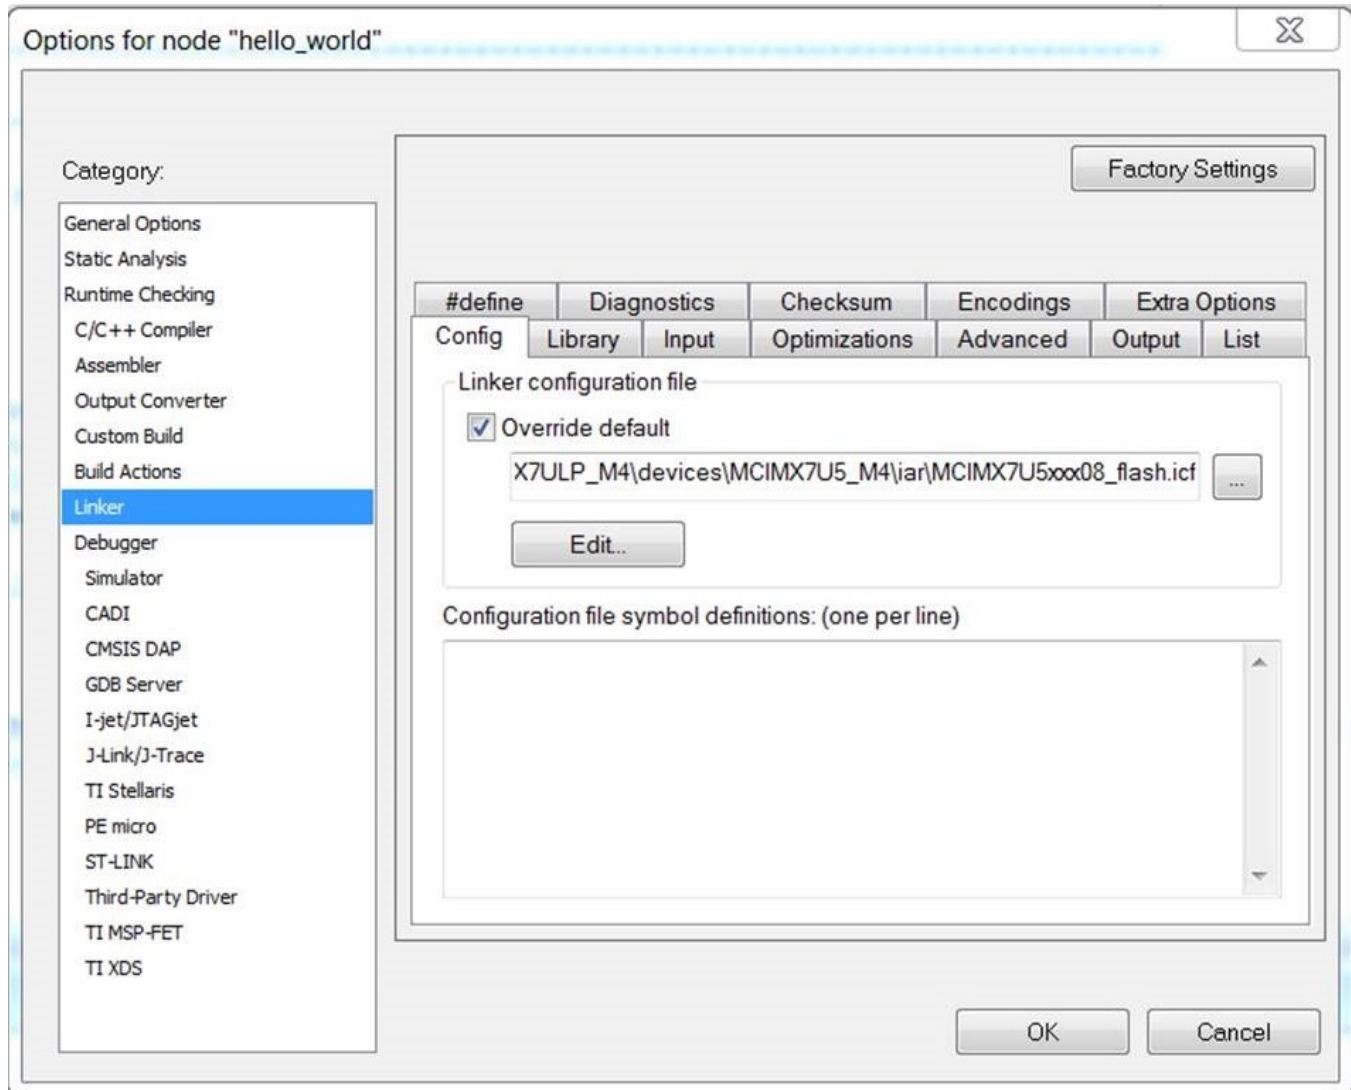 Options for node "hello_world"
Category:
General Options
Static Analysis
Runtime Checking
C/C++ Compiler
Assembler
Output Converter
Custom Build
Build Actions
Linker
Debugger
Simulator
CADI
CMSIS DAP
GDB Server
I-jet/JTAGjet
J-Link/J-Trace
TI Stellaris
PE micro
ST-LINK
Third-Party Driver
TI MSP-FET
TI XDS
Factory Settings
#define Diagnostics Checksum Encodings Extra Options
Config Library Input Optimizations Advanced Output List
Linker configuration file
Override default
X7ULP_M4\devices\MCIMX7U5_M4\iar\MCIMX7U5xxx08_flash.icf
...
Edit...
Configuration file symbol definitions: (one per line)
OK Cancel